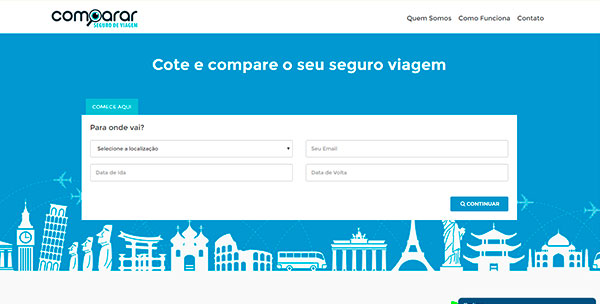 comparar
SEGURO DE VIAGEM
Quem Somos Como Funciona Contato
Cote e compare o seu seguro viagem
COMECE AQUI
Para onde vai?
Selecione a localização Seu Email
Data de Ida Data de Volta
CONTINUAR